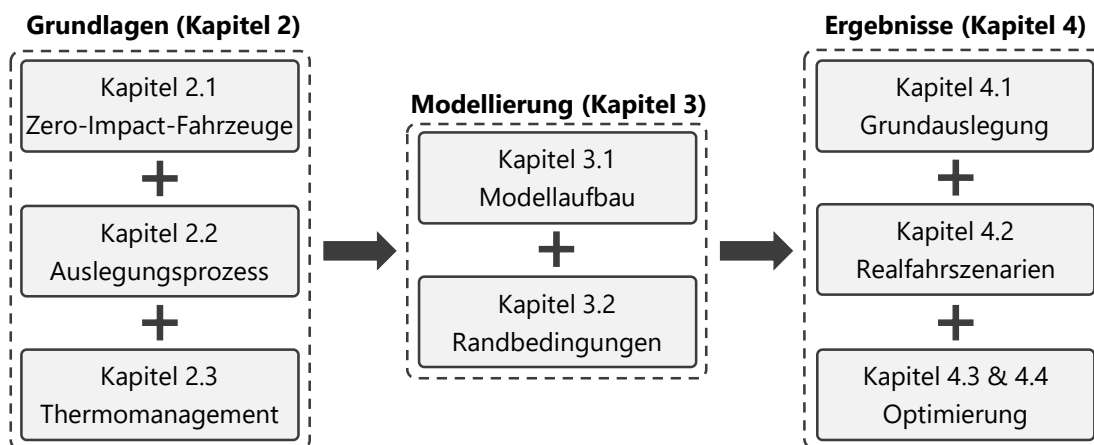 Grundlagen (Kapitel 2)
Kapitel 2.1
Zero-Impact-Fahrzeuge
+
Kapitel 2.2
Auslegungsprozess
+
Kapitel 2.3
Thermomanagement
Modellierung (Kapitel 3)
Kapitel 3.1
Modellaufbau
+
Kapitel 3.2
Randbedingungen
Ergebnisse (Kapitel 4)
Kapitel 4.1
Grundauslegung
+
Kapitel 4.2
Realfahrszenarien
+
Kapitel 4.3 & 4.4
Optimierung